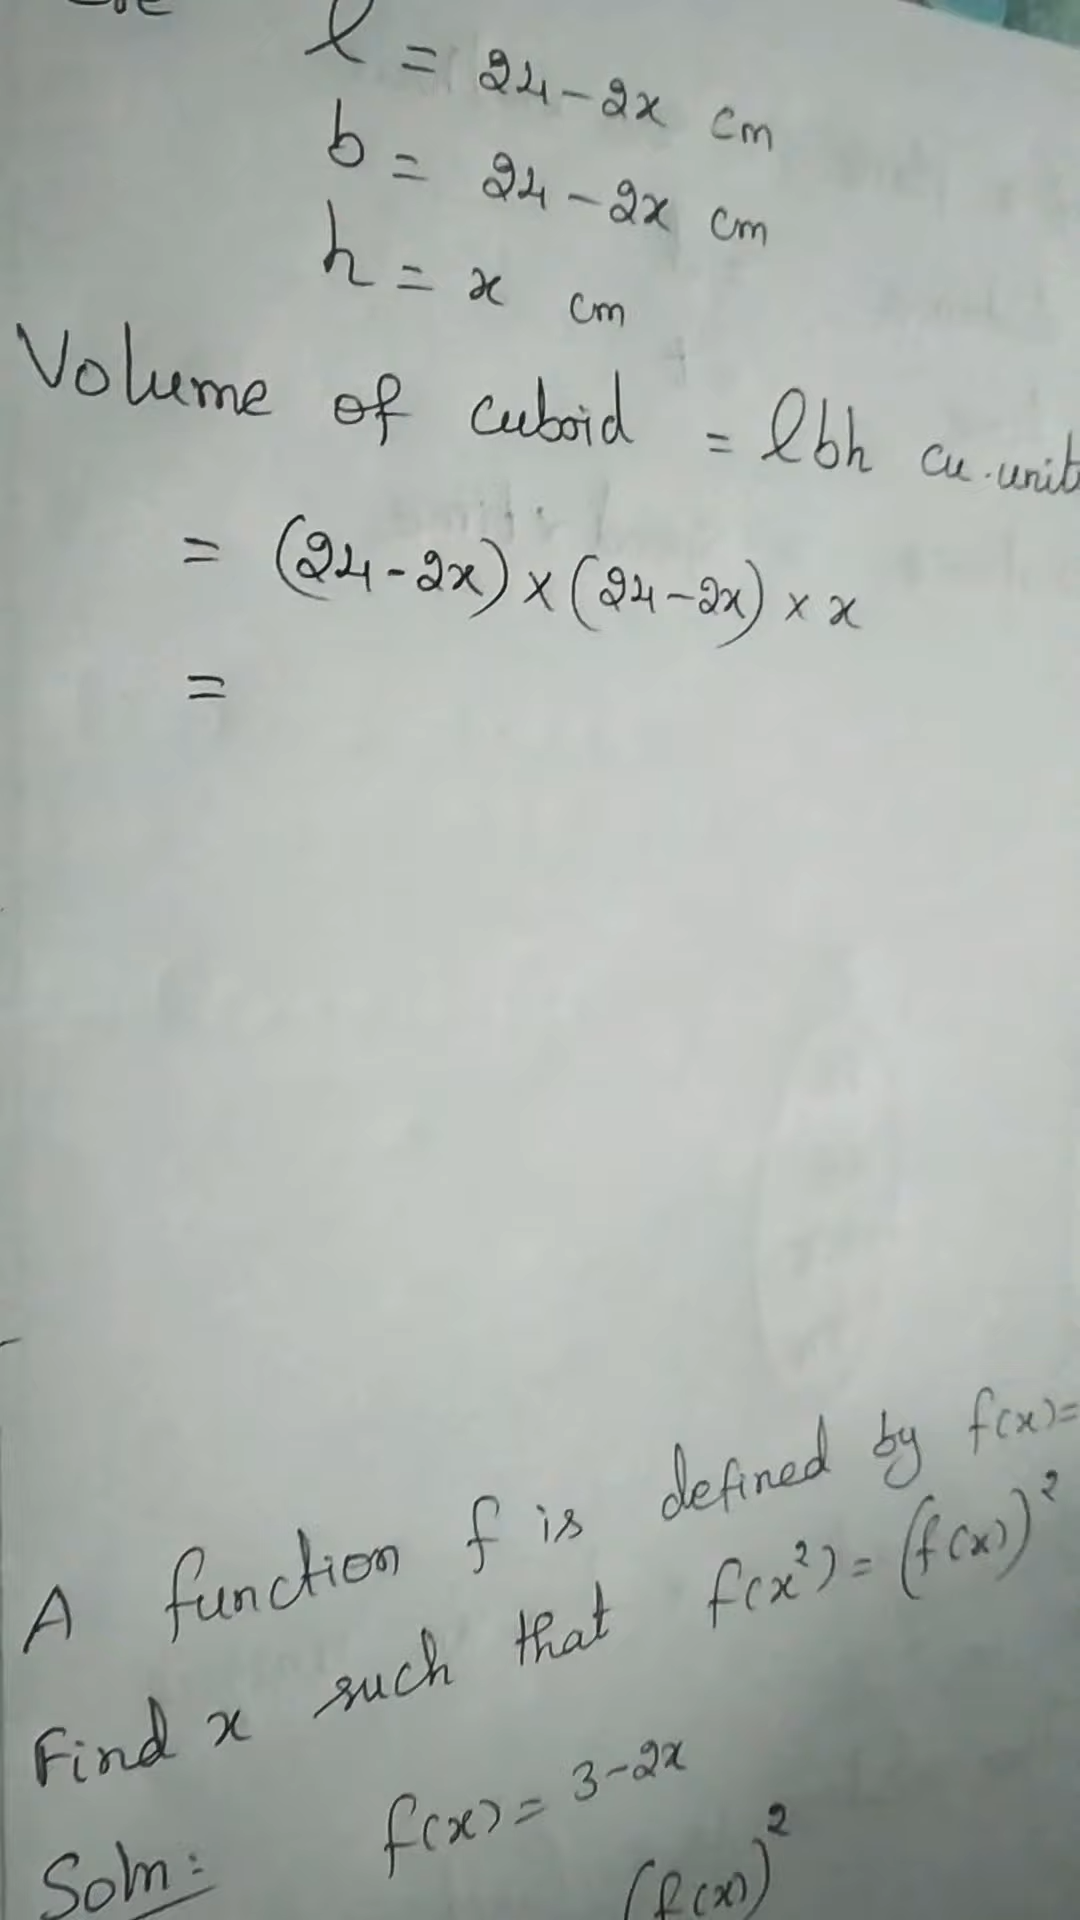 l = 24-2x cm
b = 24-2x cm
h = x cm
Volume of cuboid = lbh cu.unit
= (24-2x) × (24-2x) × x
=
A function f is defined by f(x)=
Find x such that f(x²) = (f(x))²
Soln: f(x) = 3-2x
(f(x))²